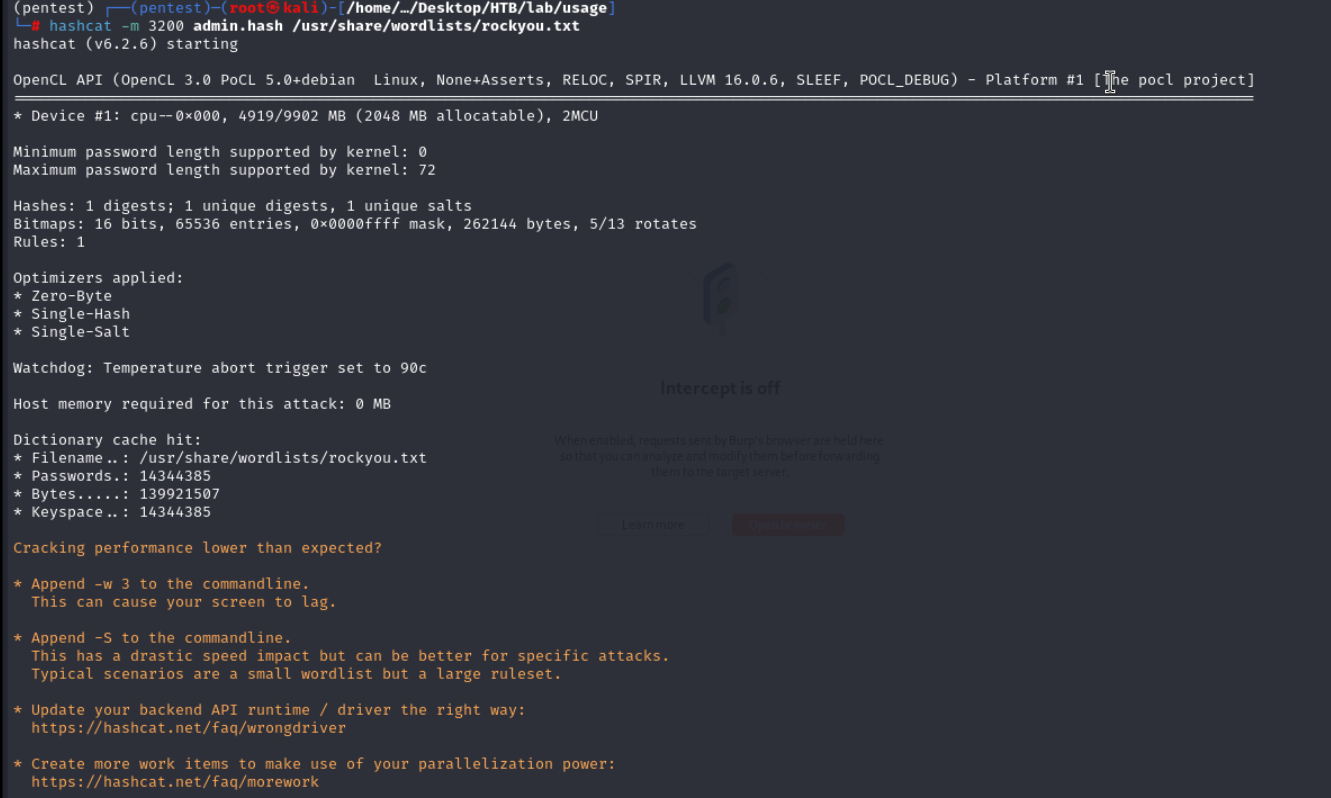 (pentest) ┌──(pentest)─(root㉿kali)-[/home/…/Desktop/HTB/lab/usage]
└─# hashcat -m 3200 admin.hash /usr/share/wordlists/rockyou.txt
hashcat (v6.2.6) starting
OpenCL API (OpenCL 3.0 PoCL 5.0+debian  Linux, None+Asserts, RELOC, SPIR, LLVM 16.0.6, SLEEF, POCL_DEBUG) - Platform #1 [The pocl project]
* Device #1: cpu--0×000, 4919/9902 MB (2048 MB allocatable), 2MCU
Minimum password length supported by kernel: 0
Maximum password length supported by kernel: 72
Hashes: 1 digests; 1 unique digests, 1 unique salts
Bitmaps: 16 bits, 65536 entries, 0×0000ffff mask, 262144 bytes, 5/13 rotates
Rules: 1
Optimizers applied:
* Zero-Byte
* Single-Hash
* Single-Salt
Watchdog: Temperature abort trigger set to 90c
Intercept is off
Host memory required for this attack: 0 MB
When enabled, requests sent by Burp's browser are held here
so that you can analyze and modify them before forwarding
them to the target server.
Dictionary cache hit:
* Filename..: /usr/share/wordlists/rockyou.txt
* Passwords.: 14344385
* Bytes.....: 139921507
* Keyspace..: 14344385
Learn more
Open browser
Cracking performance lower than expected?
* Append -w 3 to the commandline.
This can cause your screen to lag.
* Append -S to the commandline.
This has a drastic speed impact but can be better for specific attacks.
Typical scenarios are a small wordlist but a large ruleset.
* Update your backend API runtime / driver the right way:
https://hashcat.net/faq/wrongdriver
* Create more work items to make use of your parallelization power:
https://hashcat.net/faq/morework